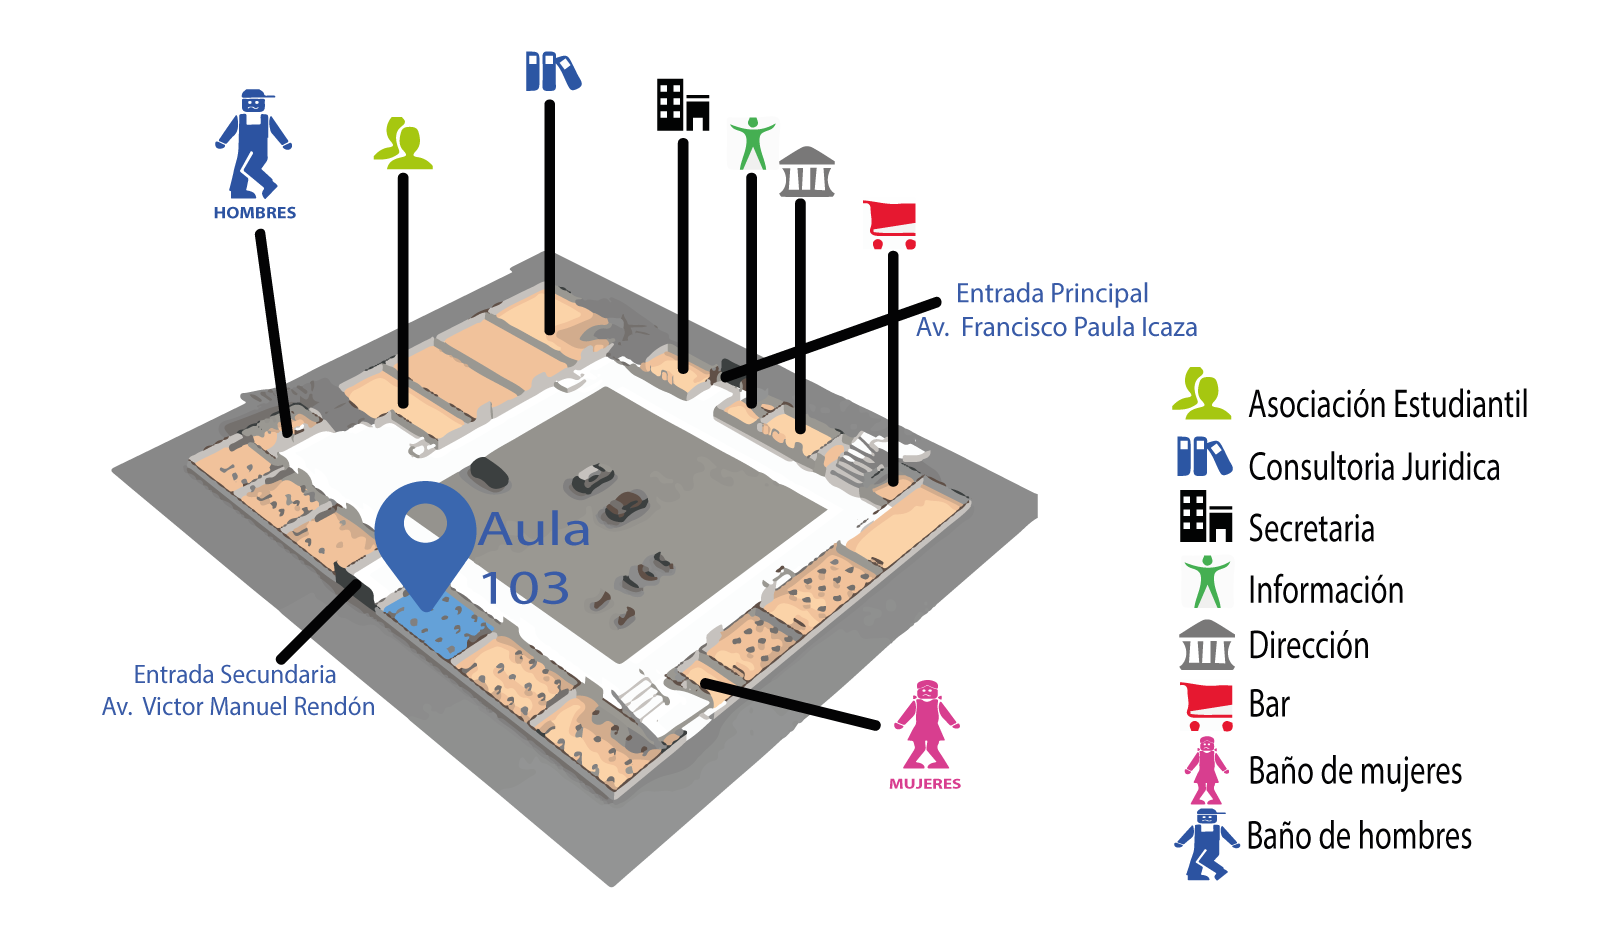 HOMBRES
Entrada Principal
Av. Francisco Paula Icaza
Aula
103
Entrada Secundaria
Av. Victor Manuel Rendón
MUJERES
Asociación Estudiantil
Consultoria Juridica
Secretaria
Información
Dirección
Bar
Baño de mujeres
Baño de hombres